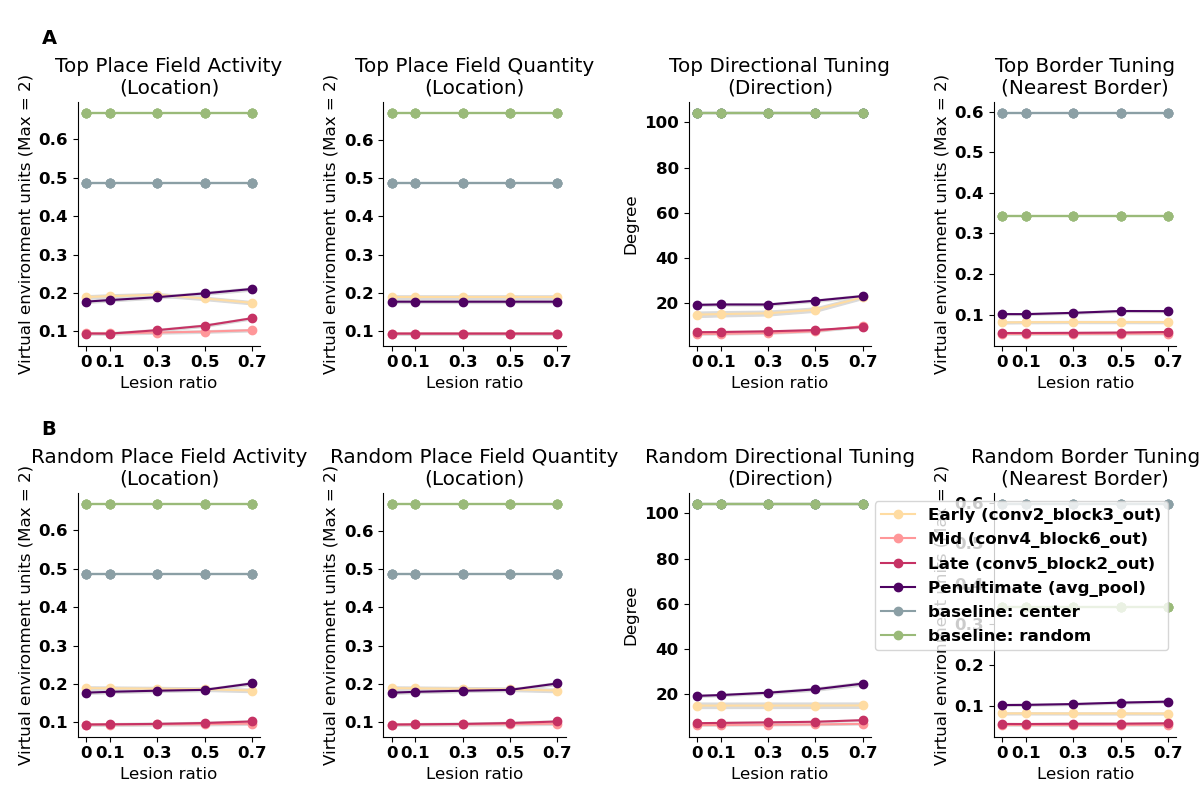 A
Top Place Field Activity
(Location)
Top Place Field Quantity
(Location)
Top Directional Tuning
(Direction)
Top Border Tuning
(Nearest Border)
Virtual environment units (Max = 2)
0.6
0.5
0.4
0.3
0.2
0.1
0 0.1 0.3 0.5 0.7
Lesion ratio
Virtual environment units (Max = 2)
0.6
0.5
0.4
0.3
0.2
0.1
0 0.1 0.3 0.5 0.7
Lesion ratio
Degree
100
80
60
40
20
0 0.1 0.3 0.5 0.7
Lesion ratio
Virtual environment units (Max = 2)
0.6
0.5
0.4
0.3
0.2
0.1
0 0.1 0.3 0.5 0.7
Lesion ratio
B
Random Place Field Activity
(Location)
Random Place Field Quantity
(Location)
Random Directional Tuning
(Direction)
Random Border Tuning
(Nearest Border)
Virtual environment units (Max = 2)
0.6
0.5
0.4
0.3
0.2
0.1
0 0.1 0.3 0.5 0.7
Lesion ratio
Virtual environment units (Max = 2)
0.6
0.5
0.4
0.3
0.2
0.1
0 0.1 0.3 0.5 0.7
Lesion ratio
Degree
100
80
60
40
20
0 0.1 0.3 0.5 0.7
Lesion ratio
Virtual environment units (Max = 2)
0.6
0.5
0.4
0.3
0.2
0.1
0 0.1 0.3 0.5 0.7
Lesion ratio
Early (conv2_block3_out)
Mid (conv4_block6_out)
Late (conv5_block2_out)
Penultimate (avg_pool)
baseline: center
baseline: random